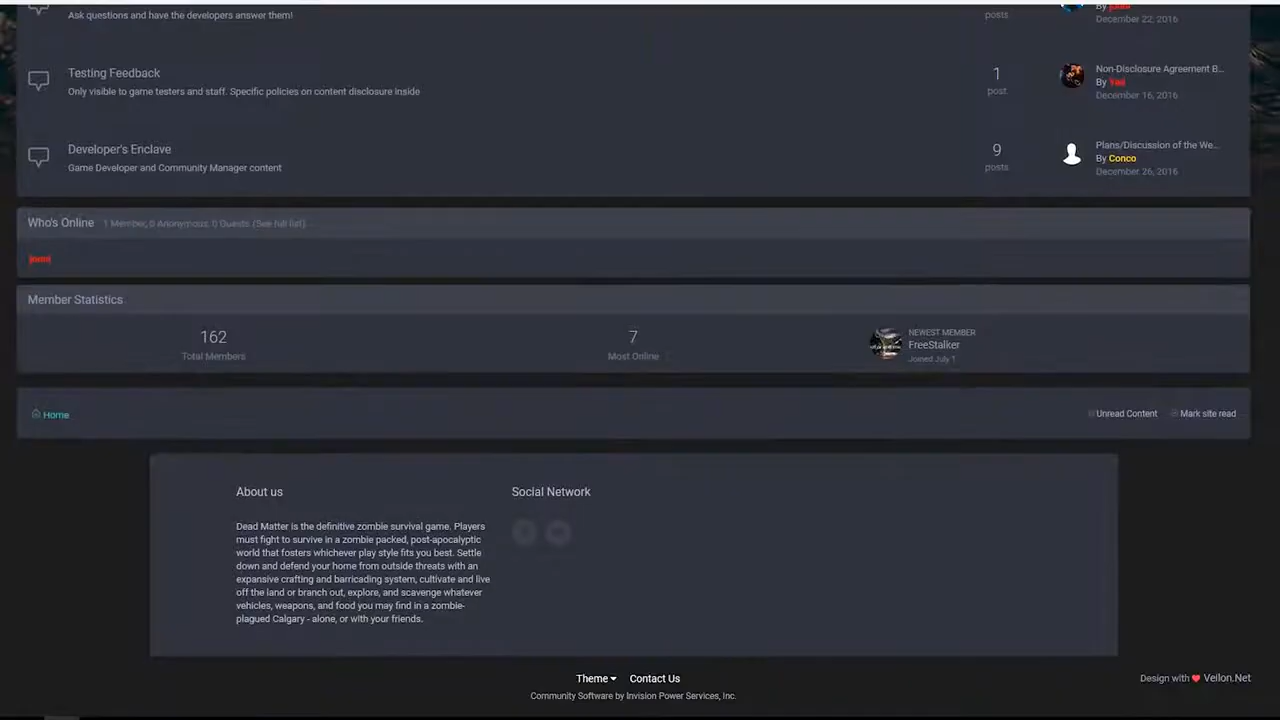 Ask questions and have the developers answer them!
posts
By jonni
December 22, 2016
Testing Feedback
Only visible to game testers and staff. Specific policies on content disclosure inside
1
post
Non-Disclosure Agreement B...
By
December 16, 2016
Developer's Enclave
Game Developer and Community Manager content
9
posts
Plans/Discussion of the We...
By Conco
December 26, 2016
Who's Online 1 Member, 0 Anonymous, 0 Guests (See full list)
jonni
Member Statistics
162
Total Members
7
Most Online
NEWEST MEMBER
FreeStalker
Joined July 1
Home
Unread Content
Mark site read
About us
Dead Matter is the definitive zombie survival game. Players
must fight to survive in a zombie packed, post-apocalyptic
world that fosters whichever play style fits you best. Settle
down and defend your home from outside threats with an
expansive crafting and barricading system, cultivate and live
off the land or branch out, explore, and scavenge whatever
vehicles, weapons, and food you may find in a zombie-
plagued Calgary - alone, or with your friends.
Social Network
Theme
Contact Us
Community Software by Invision Power Services, Inc.
Design with ❤ Veilon.Net